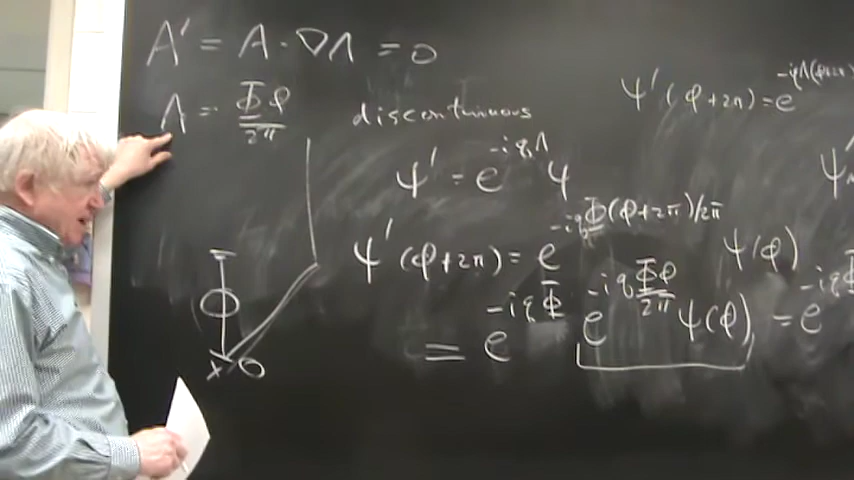 A' = A · ∇Λ = 0
Λ = Φφ/2π discontinuous
ψ'(φ+2π) = e^{-iqΛ(φ+2π)}
ψ' = e^{-iqΛ} ψ
ψ'(φ+2π) = e^{-iqΦ(φ+2π)/2π} ψ(φ)
= e^{-iqΦ} e^{-iqΦφ/2π} ψ(φ) = e^{-iqΦ}